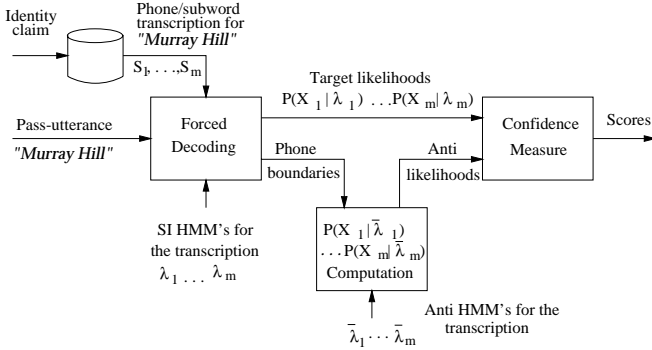 Identity
claim
Phone/subword
transcription for
"Murray Hill"
S1, . . .,Sm
Target likelihoods
P(X 1 | λ 1) . . . P(X m | λ m)
Pass-utterance
"Murray Hill"
Forced
Decoding
Confidence
Measure
Scores
Phone
boundaries
Anti
likelihoods
SI HMM's for
the transcription
λ 1 . . . λ m
P(X 1 | λ̄ 1)
. . . P(X m | λ̄ m)
Computation
Anti HMM's for the
transcription
λ̄ 1 . . . λ̄ m